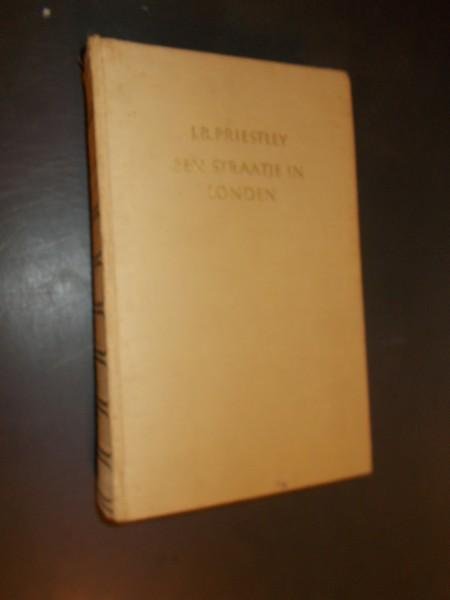 J.B. PRIESTLEY
EEN STRAATJE IN
LONDEN